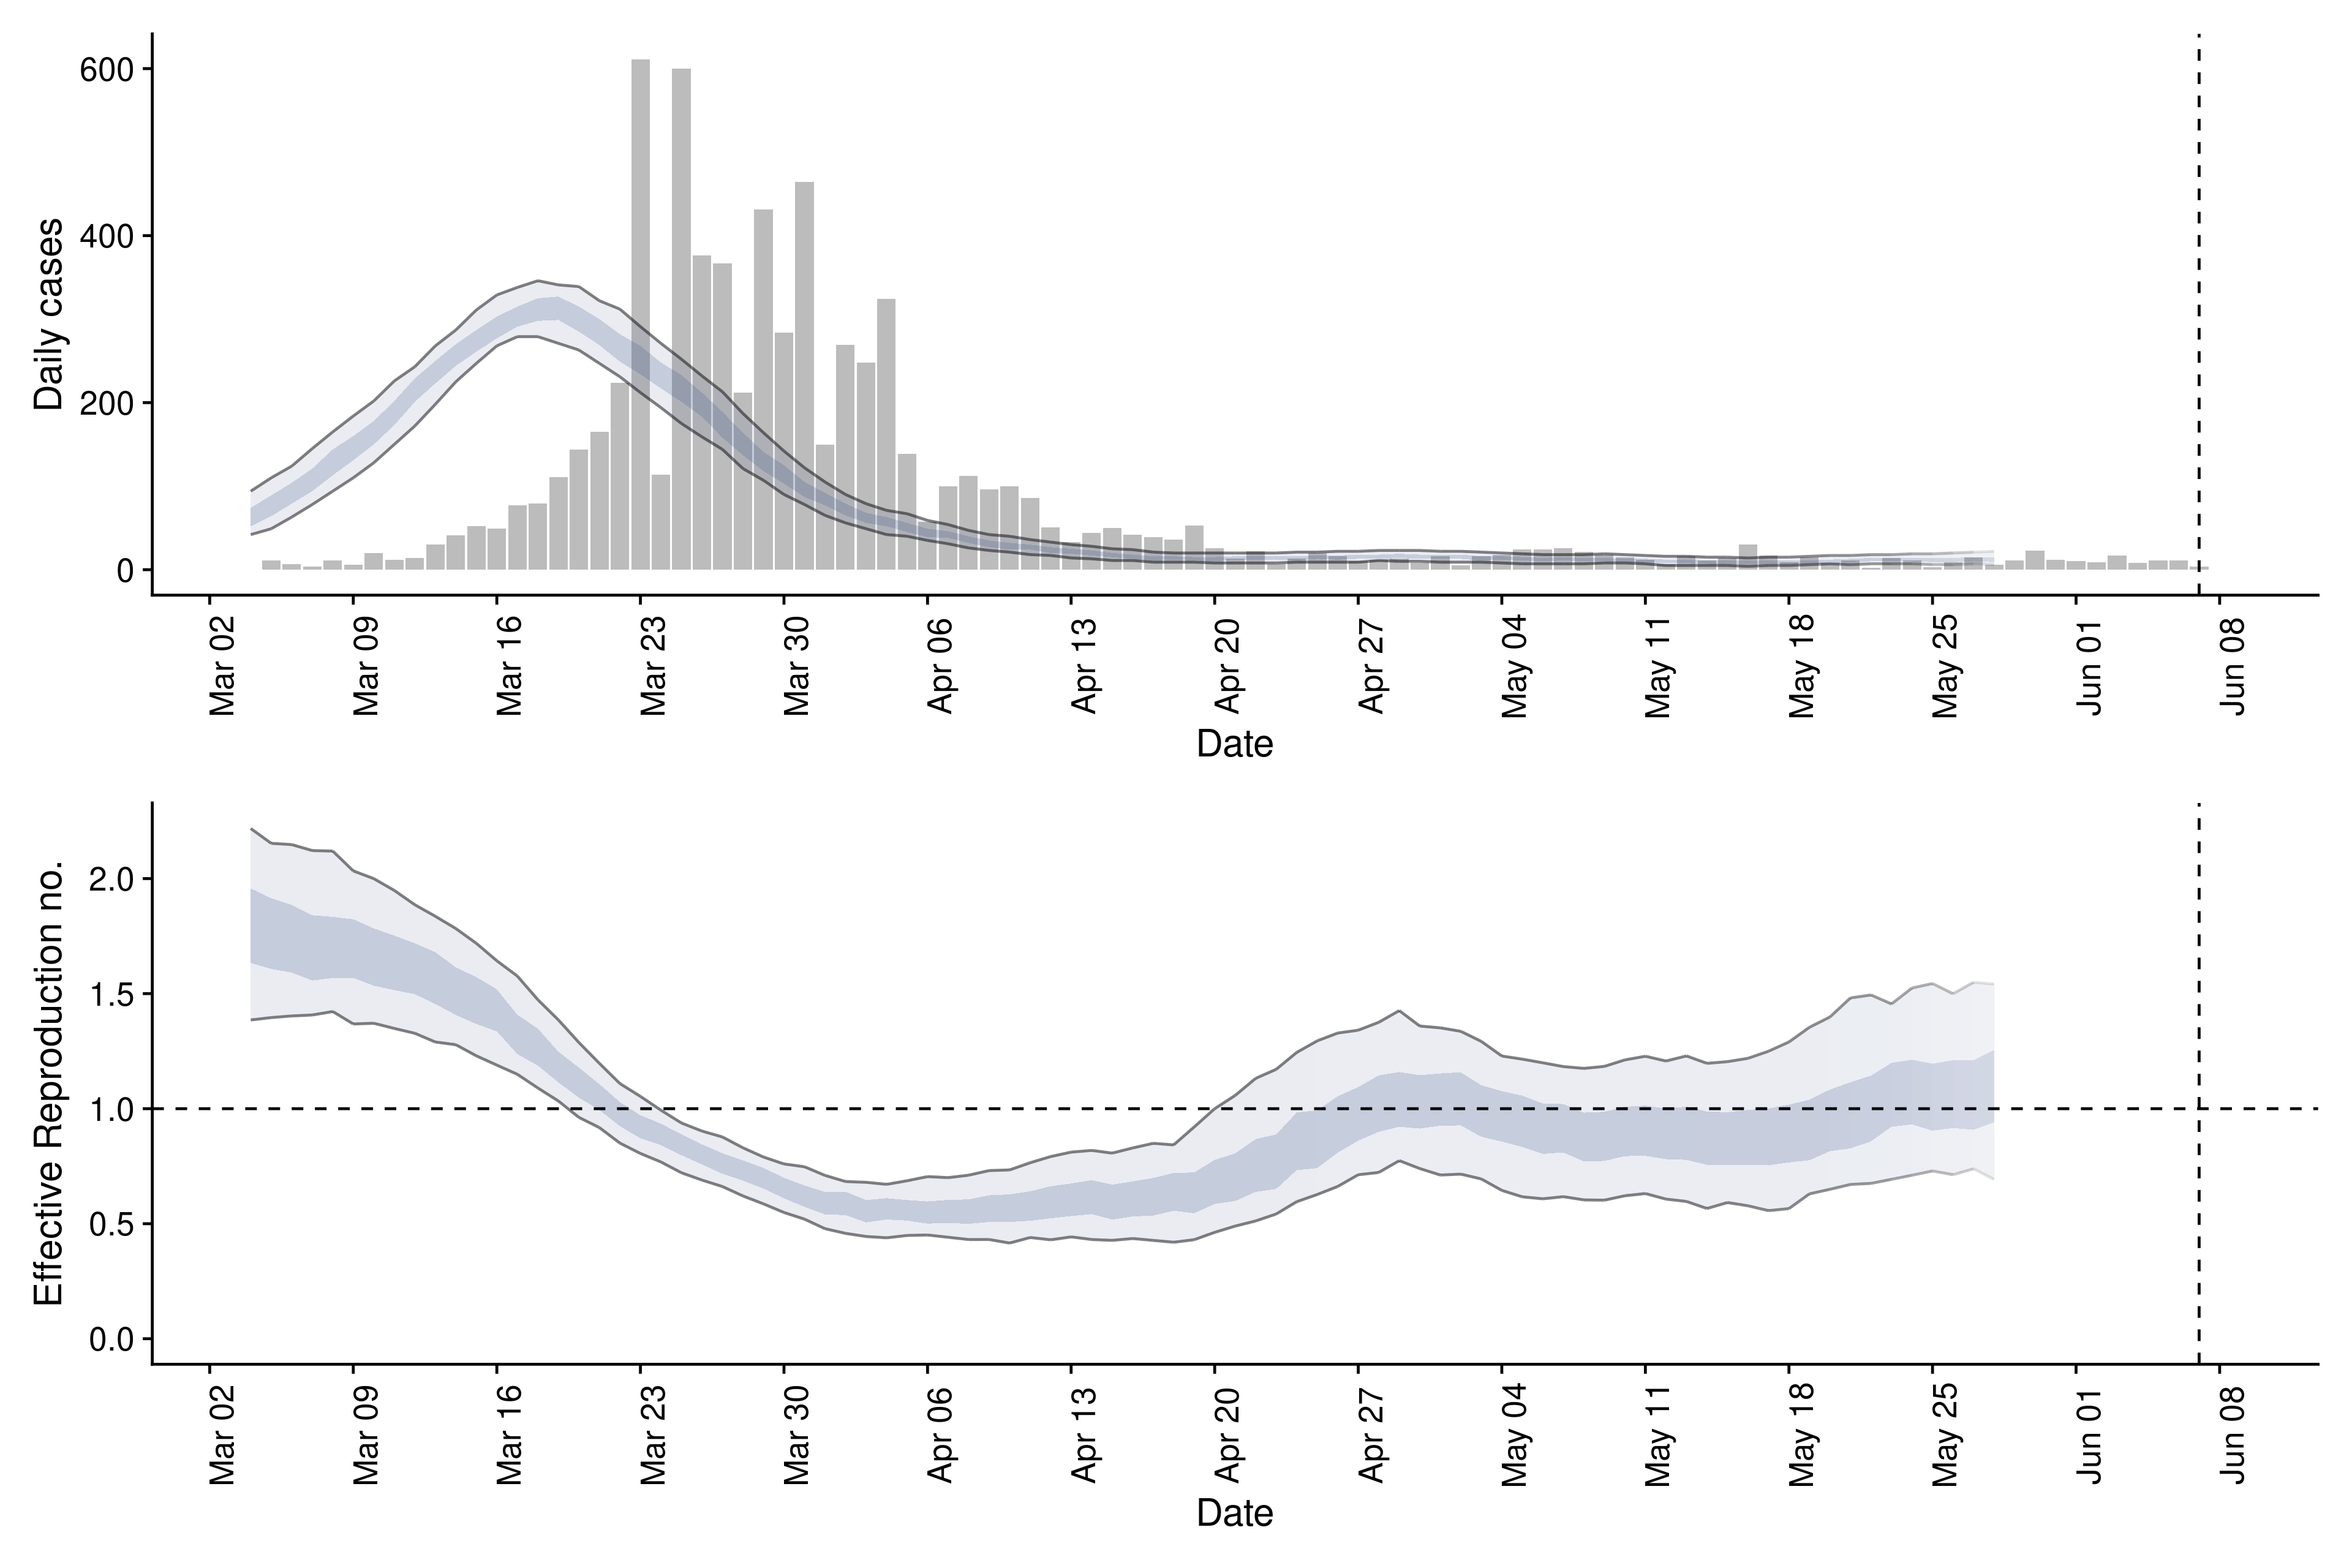 Daily cases
600
400
200
0
Mar 02
Mar 09
Mar 16
Mar 23
Mar 30
Apr 06
Apr 13
Apr 20
Apr 27
May 04
May 11
May 18
May 25
Jun 01
Jun 08
Date
Effective Reproduction no.
2.0
1.5
1.0
0.5
0.0
Mar 02
Mar 09
Mar 16
Mar 23
Mar 30
Apr 06
Apr 13
Apr 20
Apr 27
May 04
May 11
May 18
May 25
Jun 01
Jun 08
Date